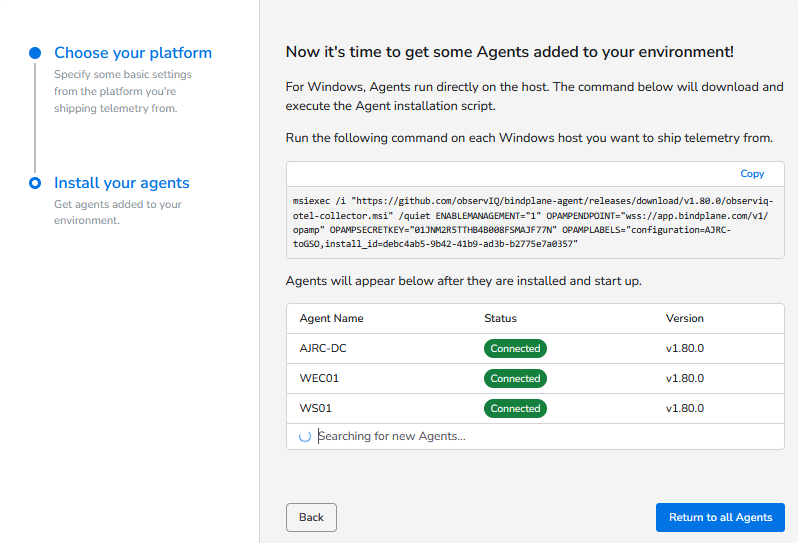 Choose your platform
Specify some basic settings
from the platform you're
shipping telemetry from.
Install your agents
Get agents added to your
environment.
Now it's time to get some Agents added to your environment!
For Windows, Agents run directly on the host. The command below will download and
execute the Agent installation script.
Run the following command on each Windows host you want to ship telemetry from.
Copy
msiexec /i "https://github.com/observIQ/bindplane-agent/releases/download/v1.80.0/observiq-
otel-collector.msi" /quiet ENABLEMANAGEMENT="1" OPAMPENDPOINT="wss://app.bindplane.com/v1/
opamp" OPAMPSECRETKEY="01JNM2R5TTHB4B008FSMAJF77N" OPAMPLABELS="configuration=AJRC-
toGSO,install_id=debc4ab5-9b42-41b9-ad3b-b2775e7a0357"
Agents will appear below after they are installed and start up.
Agent Name Status Version
AJRC-DC Connected v1.80.0
WEC01 Connected v1.80.0
WS01 Connected v1.80.0
Searching for new Agents...
Back Return to all Agents